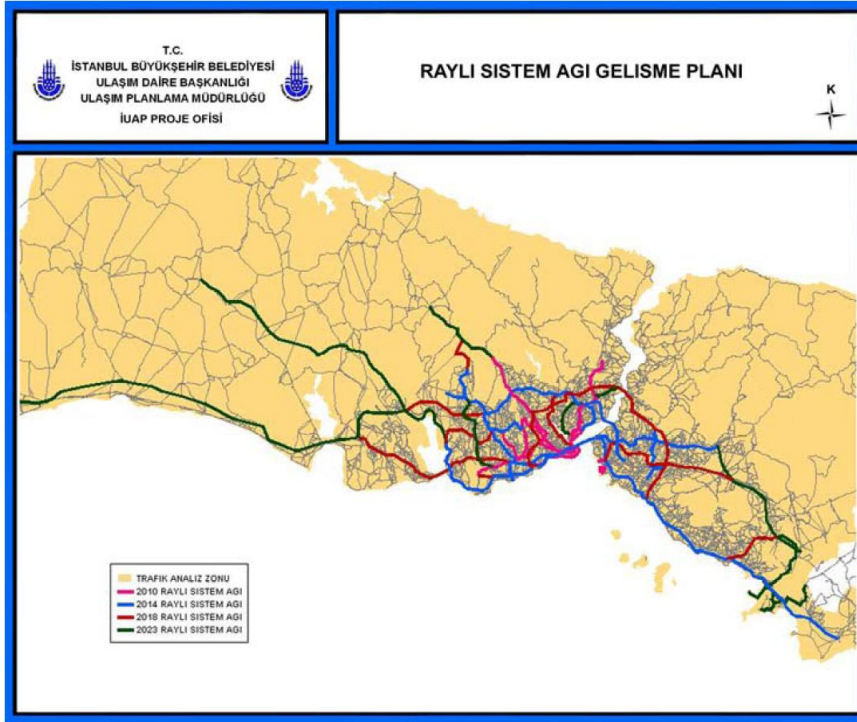 T.C.
İSTANBUL BÜYÜKŞEHİR BELEDİYESİ
ULAŞIM DAİRE BAŞKANLIĞI
ULAŞIM PLANLAMA MÜDÜRLÜĞÜ
İUAP PROJE OFİSİ
RAYLI SISTEM AGI GELISME PLANI
K
TRAFIK ANALIZ ZONU
2010 RAYLI SISTEM AGI
2014 RAYLI SISTEM AGI
2018 RAYLI SISTEM AGI
2023 RAYLI SISTEM AGI